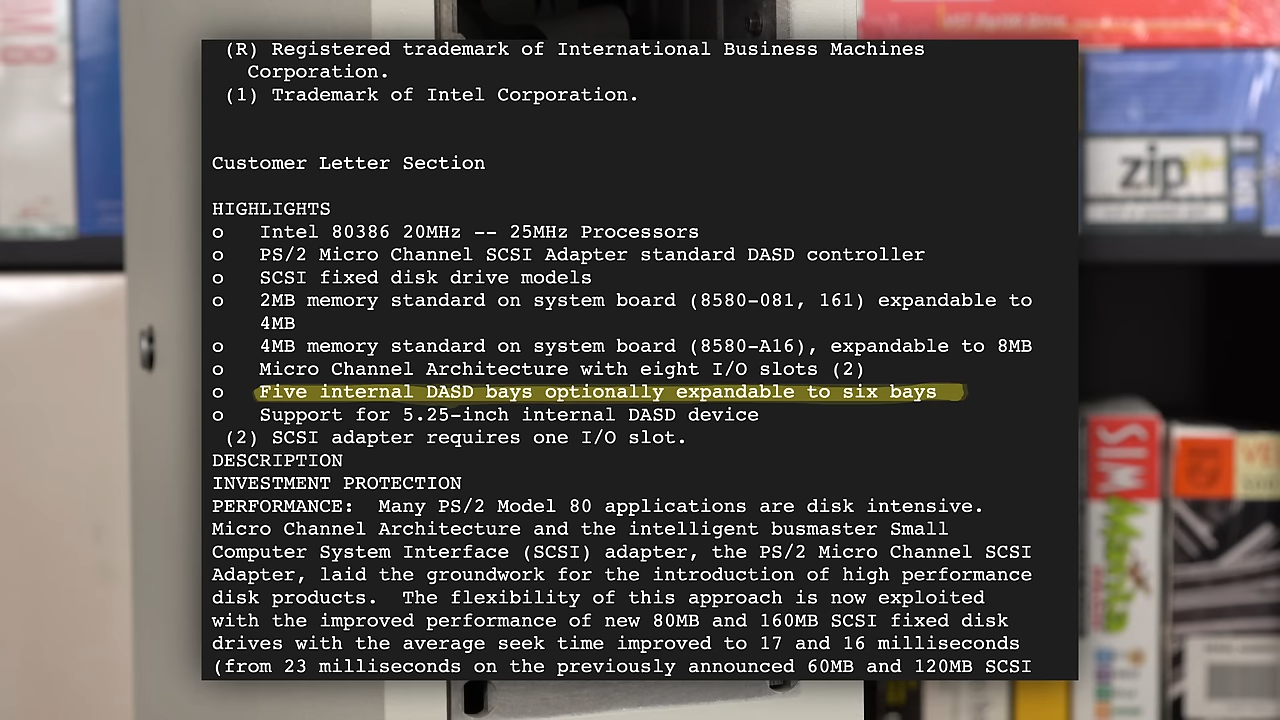 (R) Registered trademark of International Business Machines
Corporation.
(1) Trademark of Intel Corporation.
Customer Letter Section
HIGHLIGHTS
o Intel 80386 20MHz -- 25MHz Processors
o PS/2 Micro Channel SCSI Adapter standard DASD controller
o SCSI fixed disk drive models
o 2MB memory standard on system board (8580-081, 161) expandable to
4MB
o 4MB memory standard on system board (8580-A16), expandable to 8MB
o Micro Channel Architecture with eight I/O slots (2)
o Five internal DASD bays optionally expandable to six bays
o Support for 5.25-inch internal DASD device
(2) SCSI adapter requires one I/O slot.
DESCRIPTION
INVESTMENT PROTECTION
PERFORMANCE: Many PS/2 Model 80 applications are disk intensive.
Micro Channel Architecture and the intelligent busmaster Small
Computer System Interface (SCSI) adapter, the PS/2 Micro Channel SCSI
Adapter, laid the groundwork for the introduction of high performance
disk products. The flexibility of this approach is now exploited
with the improved performance of new 80MB and 160MB SCSI fixed disk
drives with the average seek time improved to 17 and 16 milliseconds
(from 23 milliseconds on the previously announced 60MB and 120MB SCSI
zip
SIM